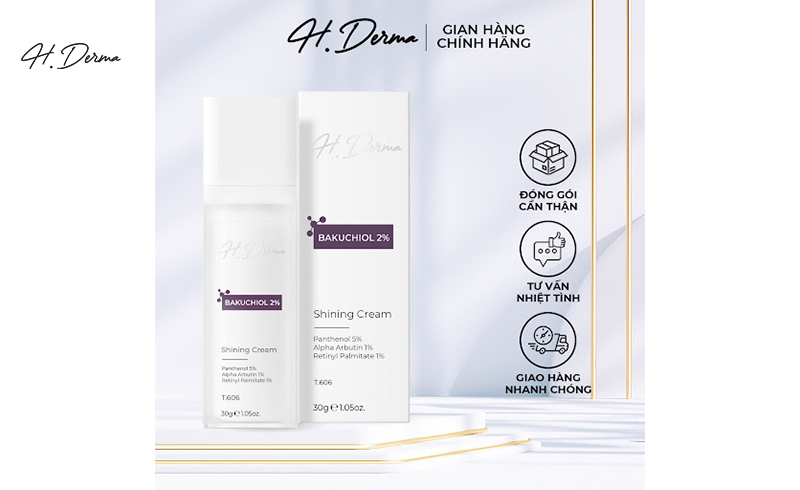 H.Derma
H.Derma
GIAN HÀNG
CHÍNH HÃNG
H.Derma
BAKUCHIOL 2%
Shining Cream
Panthenol 5%
Alpha Arbutin 1%
Retinyl Palmitate 1%
T.606
30g e 1.05oz.
H.Derma
BAKUCHIOL 2%
Shining Cream
Panthenol 5%
Alpha Arbutin 1%
Retinyl Palmitate 1%
T.606
30g e 1.05oz.
ĐÓNG GÓI
CẨN THẬN
TƯ VẤN
NHIỆT TÌNH
GIAO HÀNG
NHANH CHÓNG